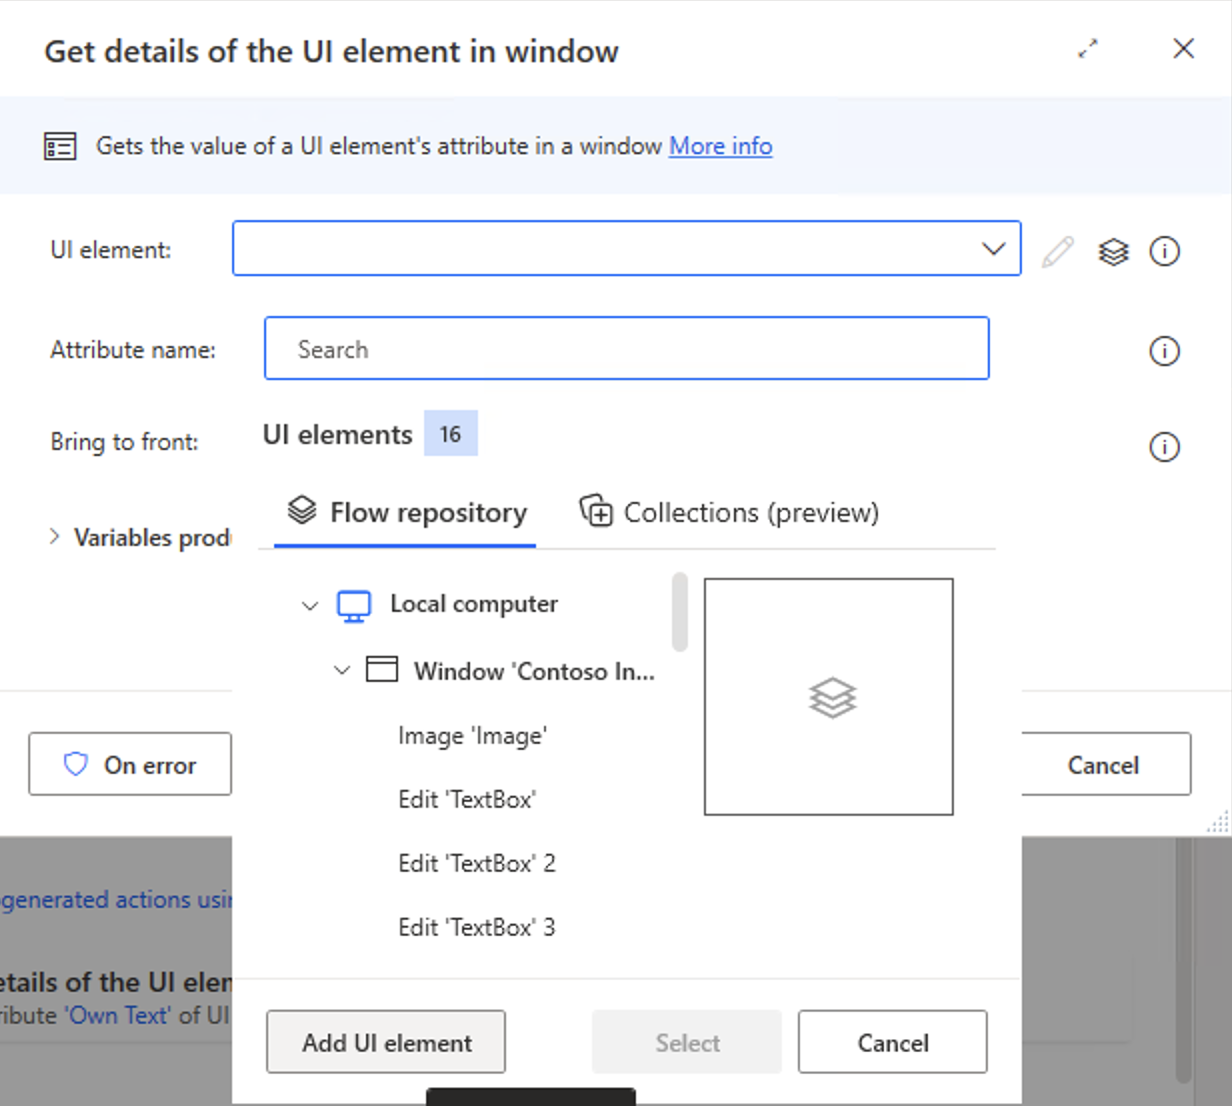 Get details of the UI element in window
Gets the value of a UI element's attribute in a window More info
UI element:
Attribute name:
Search
Bring to front:
UI elements 16
Flow repository
Collections (preview)
Variables prod
Local computer
Window 'Contoso In...
Image 'Image'
On error
Cancel
Edit 'TextBox'
Edit 'TextBox' 2
generated actions usin
Edit 'TextBox' 3
etails of the UI elem
ribute 'Own Text' of UI
Add UI element
Select
Cancel